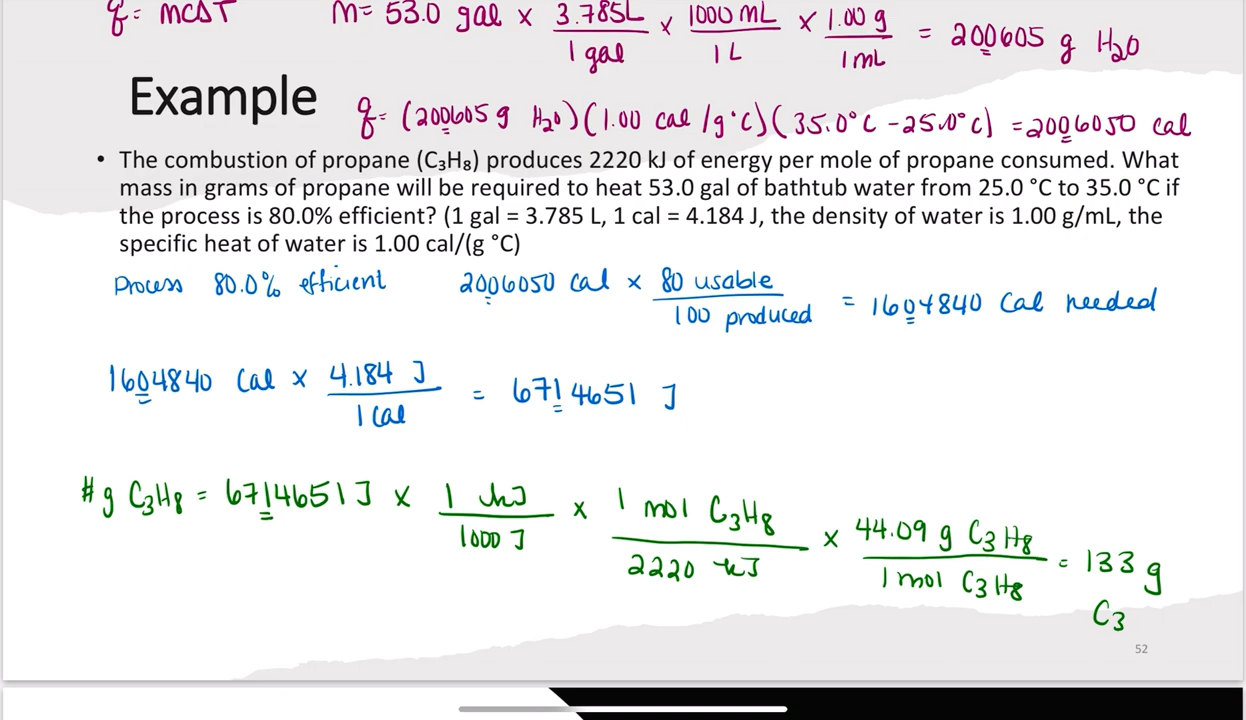 q = mCΔT m = 53.0 gal × 3.785L / 1 gal × 1000 mL / 1 L × 1.00 g / 1 mL = 200605 g H₂O
Example
q = (200605 g H₂O)(1.00 cal /g°C)(35.0°C - 25.0°C) = 2006050 cal
• The combustion of propane (C₃H₈) produces 2220 kJ of energy per mole of propane consumed. What
mass in grams of propane will be required to heat 53.0 gal of bathtub water from 25.0 °C to 35.0 °C if
the process is 80.0% efficient? (1 gal = 3.785 L, 1 cal = 4.184 J, the density of water is 1.00 g/mL, the
specific heat of water is 1.00 cal/(g °C)
Process 80.0% efficient 2006050 cal × 80 usable / 100 produced = 1604840 cal needed
1604840 cal × 4.184 J / 1 cal = 6714651 J
# g C₃H₈ = 6714651 J × 1 kJ / 1000 J × 1 mol C₃H₈ / 2220 kJ × 44.09 g C₃H₈ / 1 mol C₃H₈ = 133 g
C₃
52